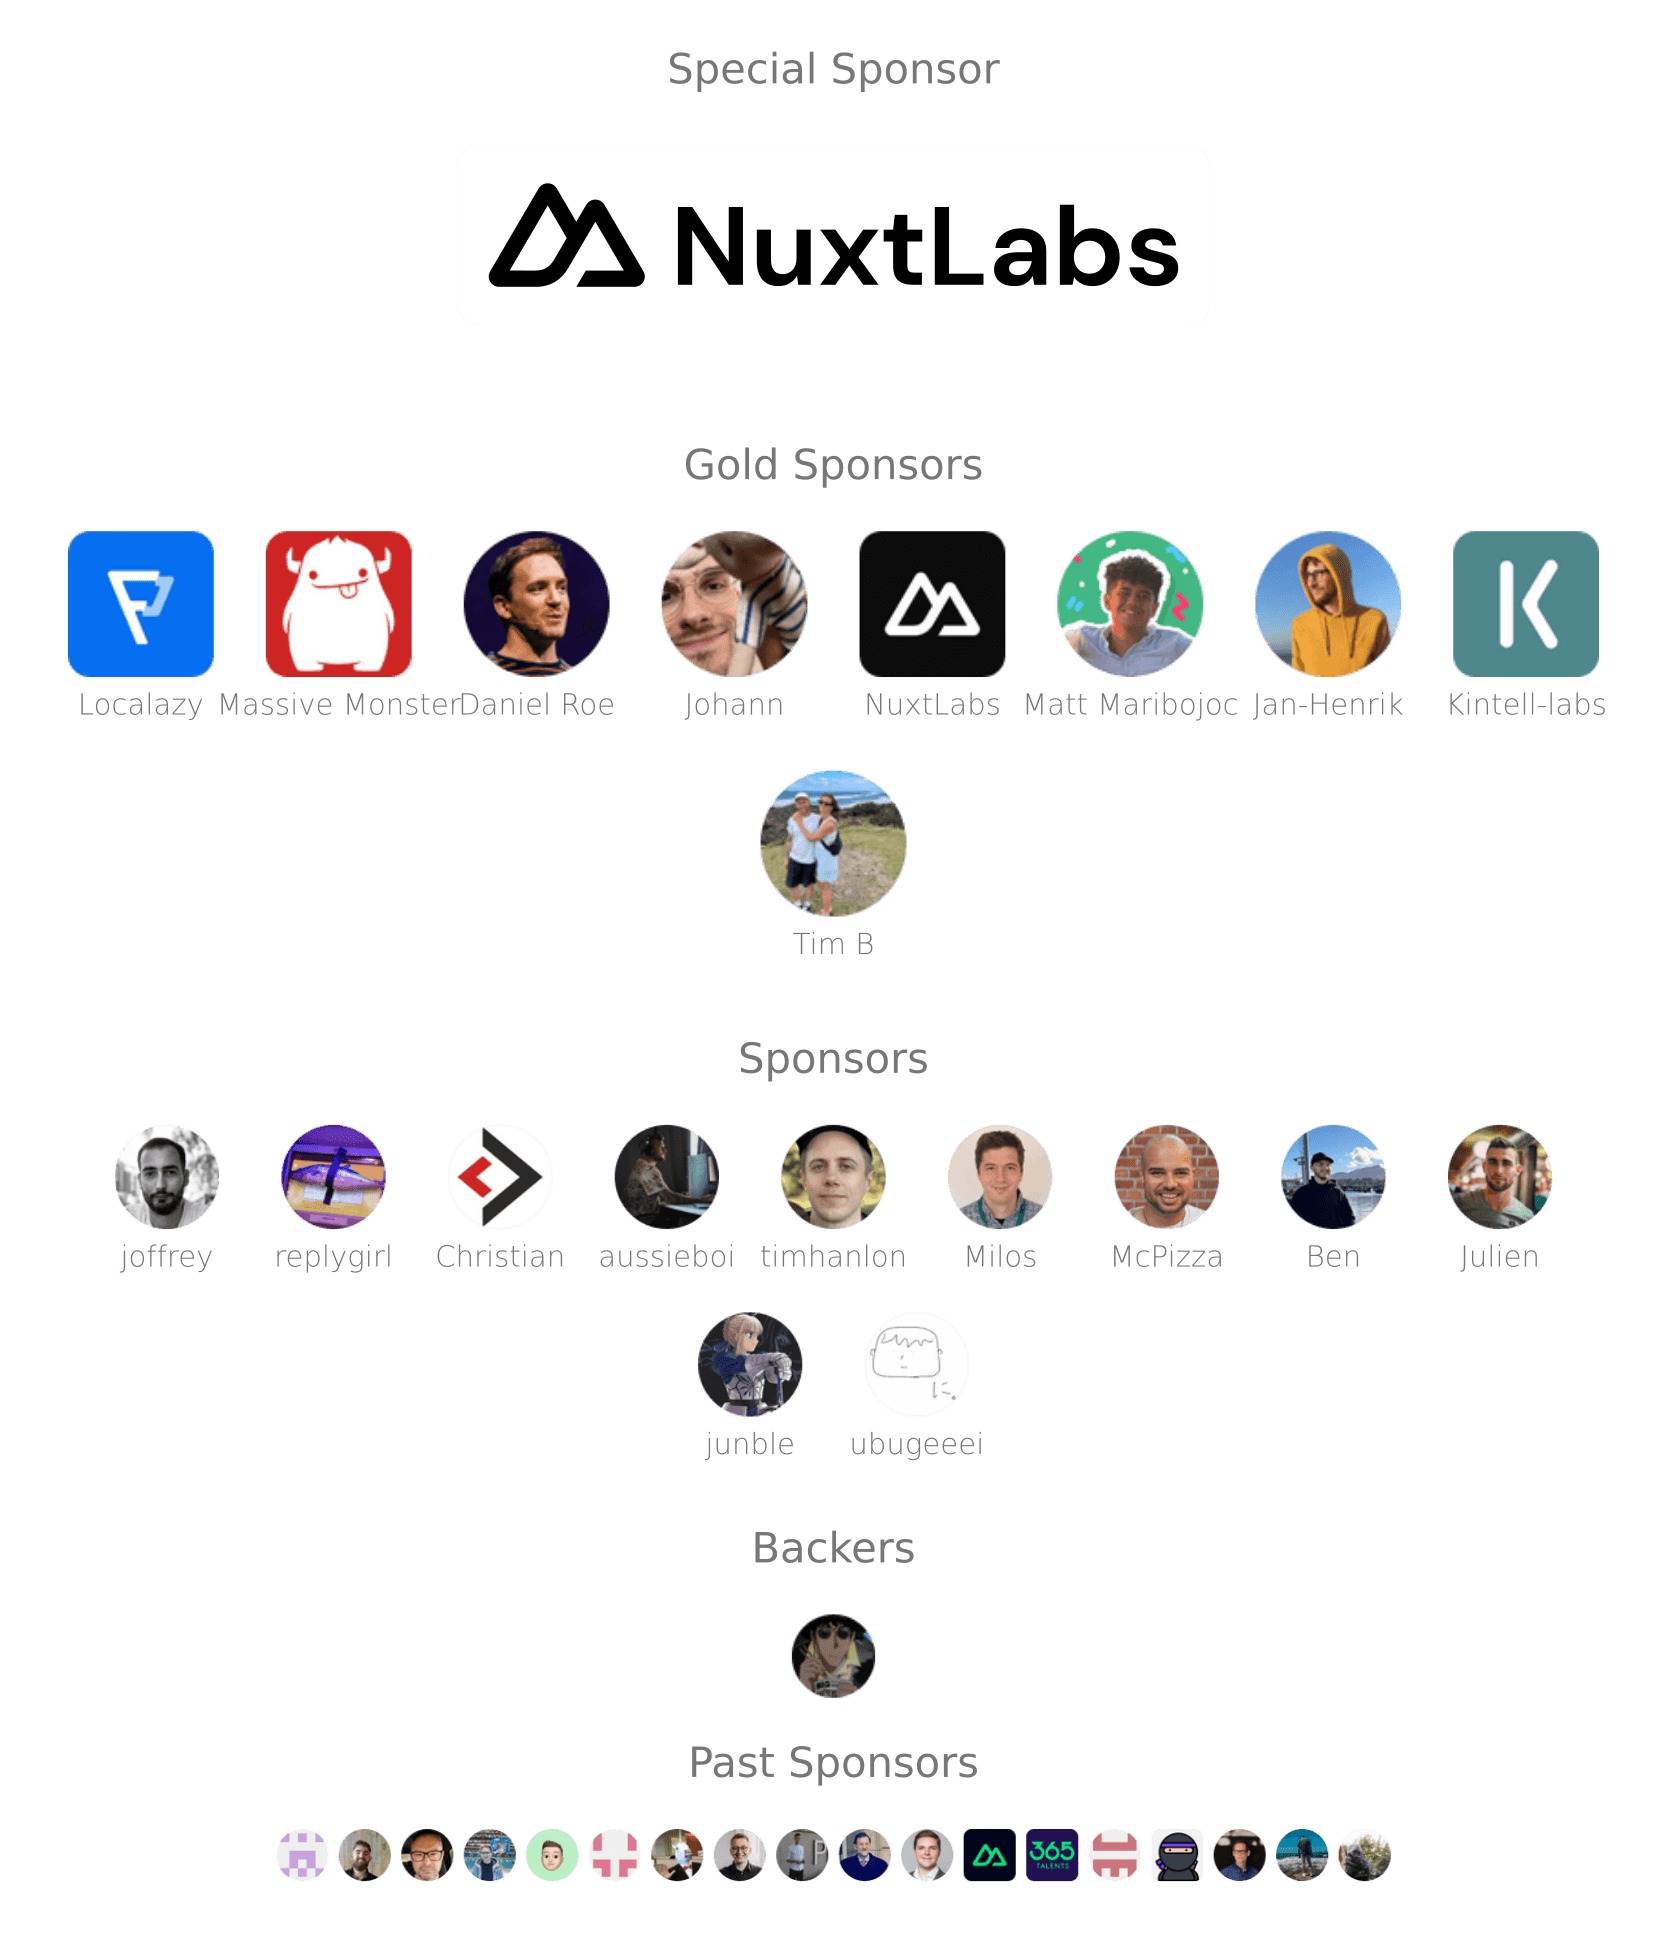 Special Sponsor
NuxtLabs
Gold Sponsors
Localazy Massive Monster Daniel Roe Johann NuxtLabs Matt Maribojoc Jan-Henrik Kintell-labs
Tim B
Sponsors
joffrey replygirl Christian aussieboi timhanlon Milos McPizza Ben Julien
junble ubugeeei
Backers
Past Sponsors
365
TALENTS